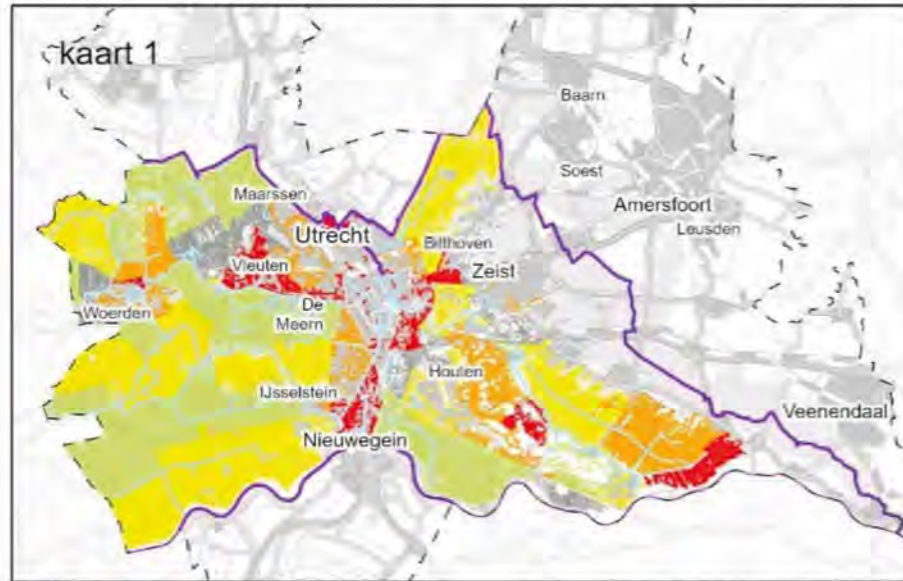 kaart 1
Baarn
Soest
Amersfoort
Leusden
Maarssen
Utrecht
Bilthoven
Vleuten
Zeist
De
Meern
Woerden
Houten
IJsselstein
Veenendaal
Nieuwegein